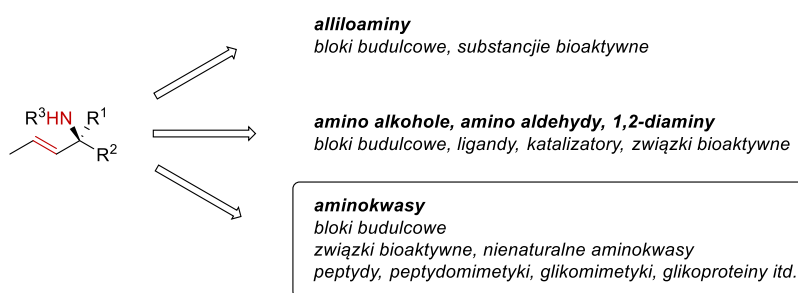 alliloaminy
bloki budulcowe, substancjie bioaktywne
R³HN R¹
R²
amino alkohole, amino aldehydy, 1,2-diaminy
bloki budulcowe, ligandy, katalizatory, związki bioaktywne
aminokwasy
bloki budulcowe
związki bioaktywne, nienaturalne aminokwasy
peptydy, peptydomimetyki, glikomimetyki, glikoproteiny itd.